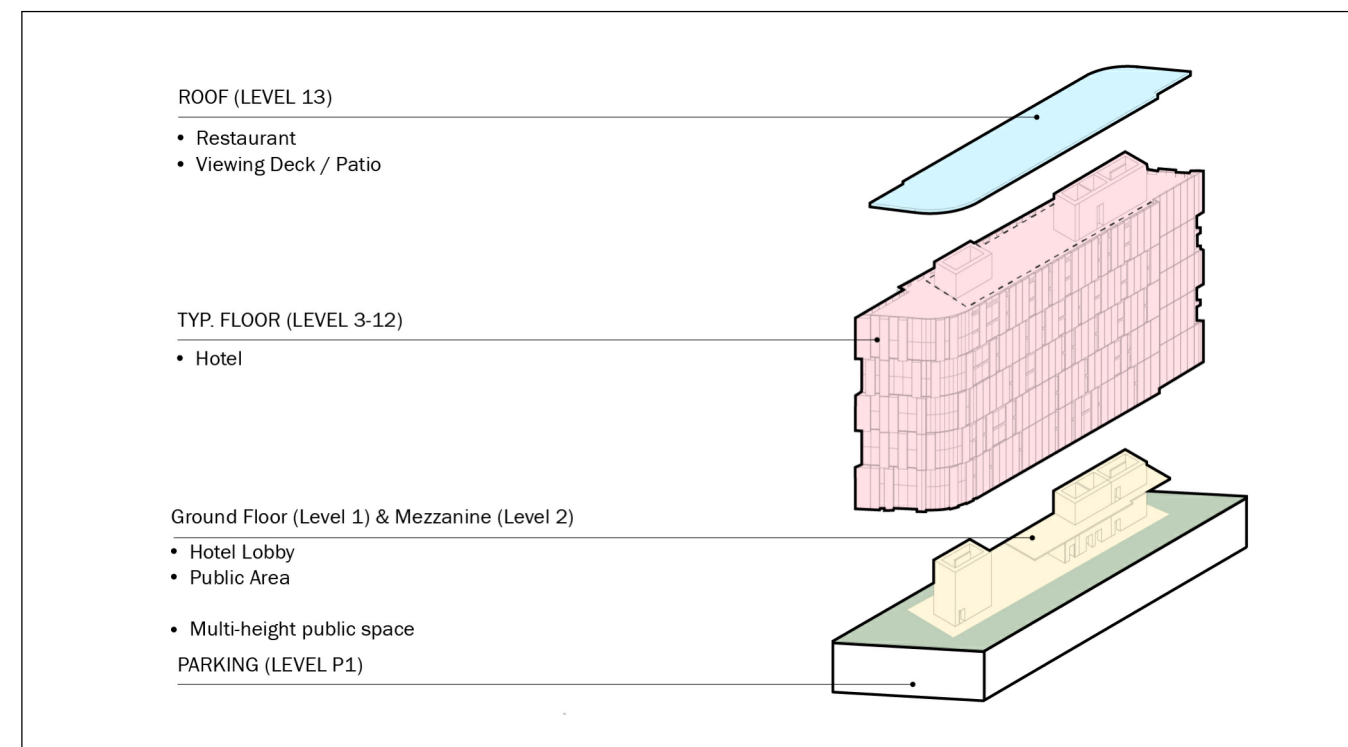 ROOF (LEVEL 13)
• Restaurant
• Viewing Deck / Patio
TYP. FLOOR (LEVEL 3-12)
• Hotel
Ground Floor (Level 1) & Mezzanine (Level 2)
• Hotel Lobby
• Public Area
• Multi-height public space
PARKING (LEVEL P1)